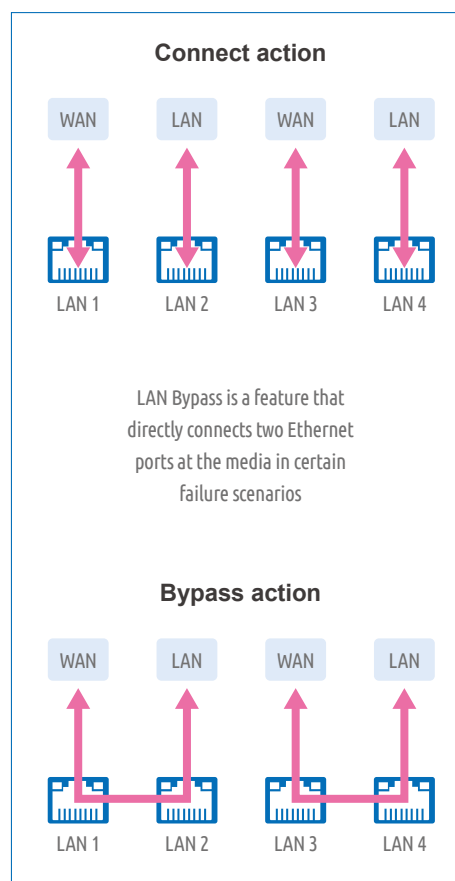 Connect action
WAN LAN WAN LAN
LAN 1 LAN 2 LAN 3 LAN 4
LAN Bypass is a feature that
directly connects two Ethernet
ports at the media in certain
failure scenarios
Bypass action
WAN LAN WAN LAN
LAN 1 LAN 2 LAN 3 LAN 4